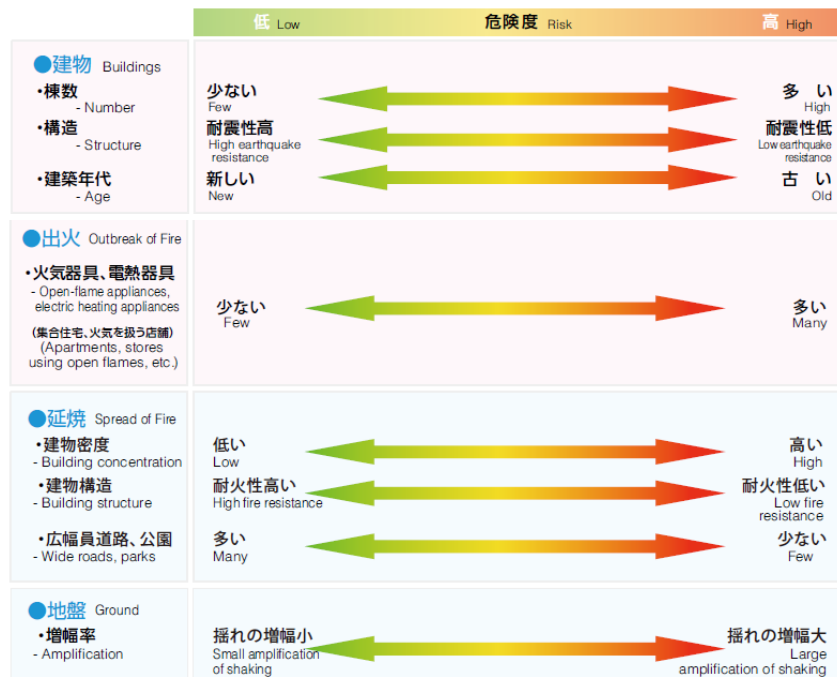 低 Low 危険度 Risk 高 High
●建物 Buildings
・棟数
- Number
少ない
Few
多 い
High
・構造
- Structure
耐震性高
High earthquake
resistance
耐震性低
Low earthquake
resistance
・建築年代
- Age
新しい
New
古 い
Old
●出火 Outbreak of Fire
・火気器具、電熱器具
- Open-flame appliances,
electric heating appliances
(集合住宅、火気を扱う店舗)
(Apartments, stores
using open flames, etc.)
少ない
Few
多い
Many
●延焼 Spread of Fire
・建物密度
- Building concentration
低い
Low
高い
High
・建物構造
- Building structure
耐火性高い
High fire resistance
耐火性低い
Low fire
resistance
・広幅員道路、公園
- Wide roads, parks
多い
Many
少ない
Few
●地盤 Ground
・増幅率
- Amplification
揺れの増幅小
Small amplification
of shaking
揺れの増幅大
Large
amplification of shaking